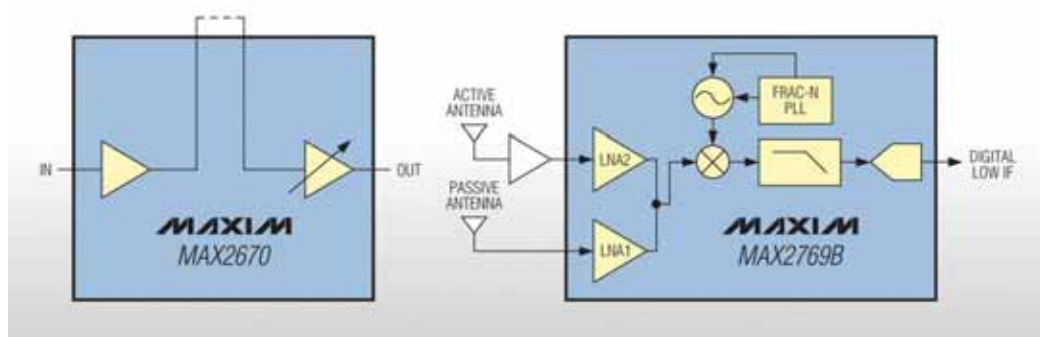 IN
OUT
MAXIM
MAX2670
ACTIVE
ANTENNA
PASSIVE
ANTENNA
LNA2
LNA1
FRAC-N
PLL
DIGITAL
LOW IF
MAXIM
MAX2769B